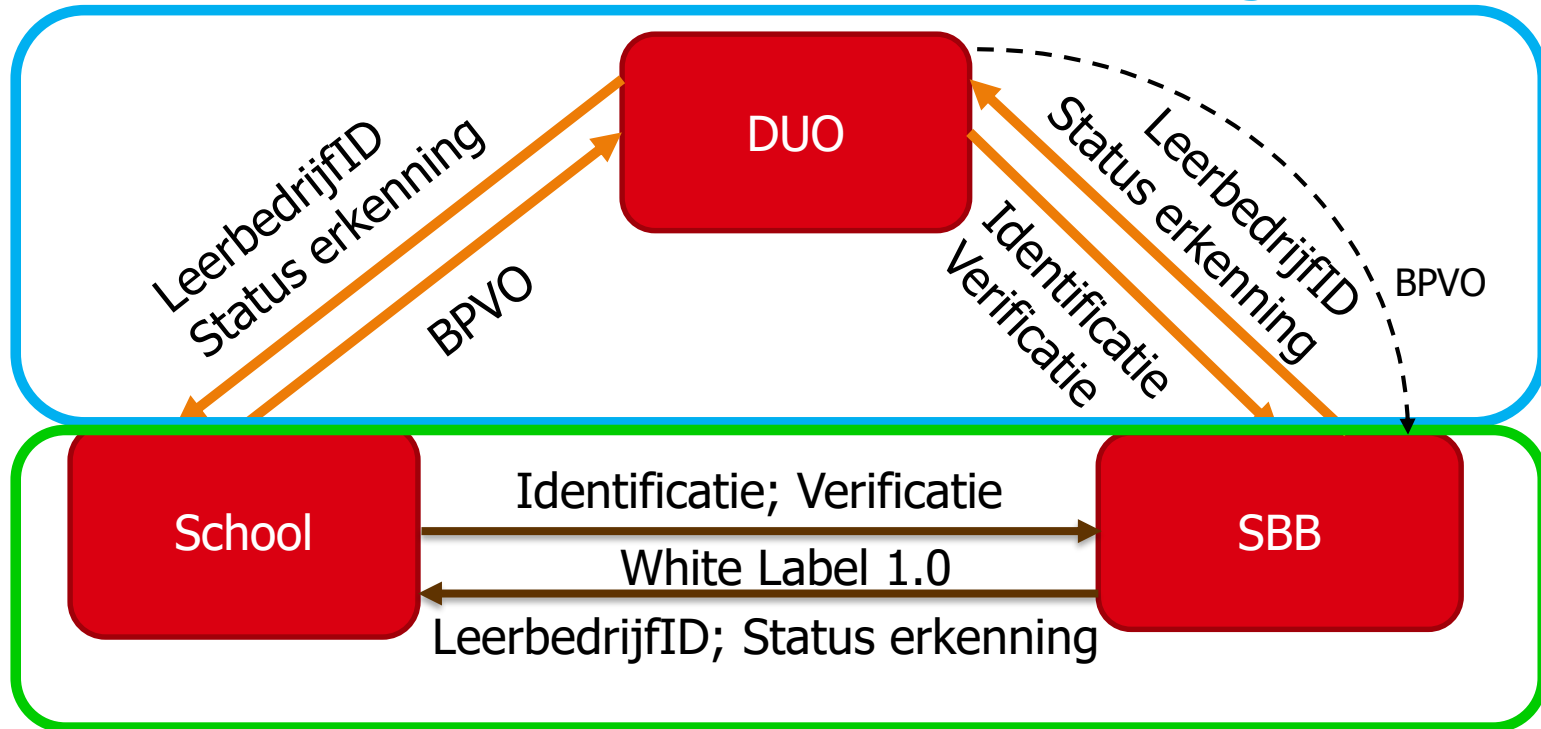 DUO
LeerbedrijfID
Status erkenning
BPVO
LeerbedrijfID
Status erkenning
Identificatie
Verificatie
BPVO
School
Identificatie; Verificatie
White Label 1.0
LeerbedrijfID; Status erkenning
SBB